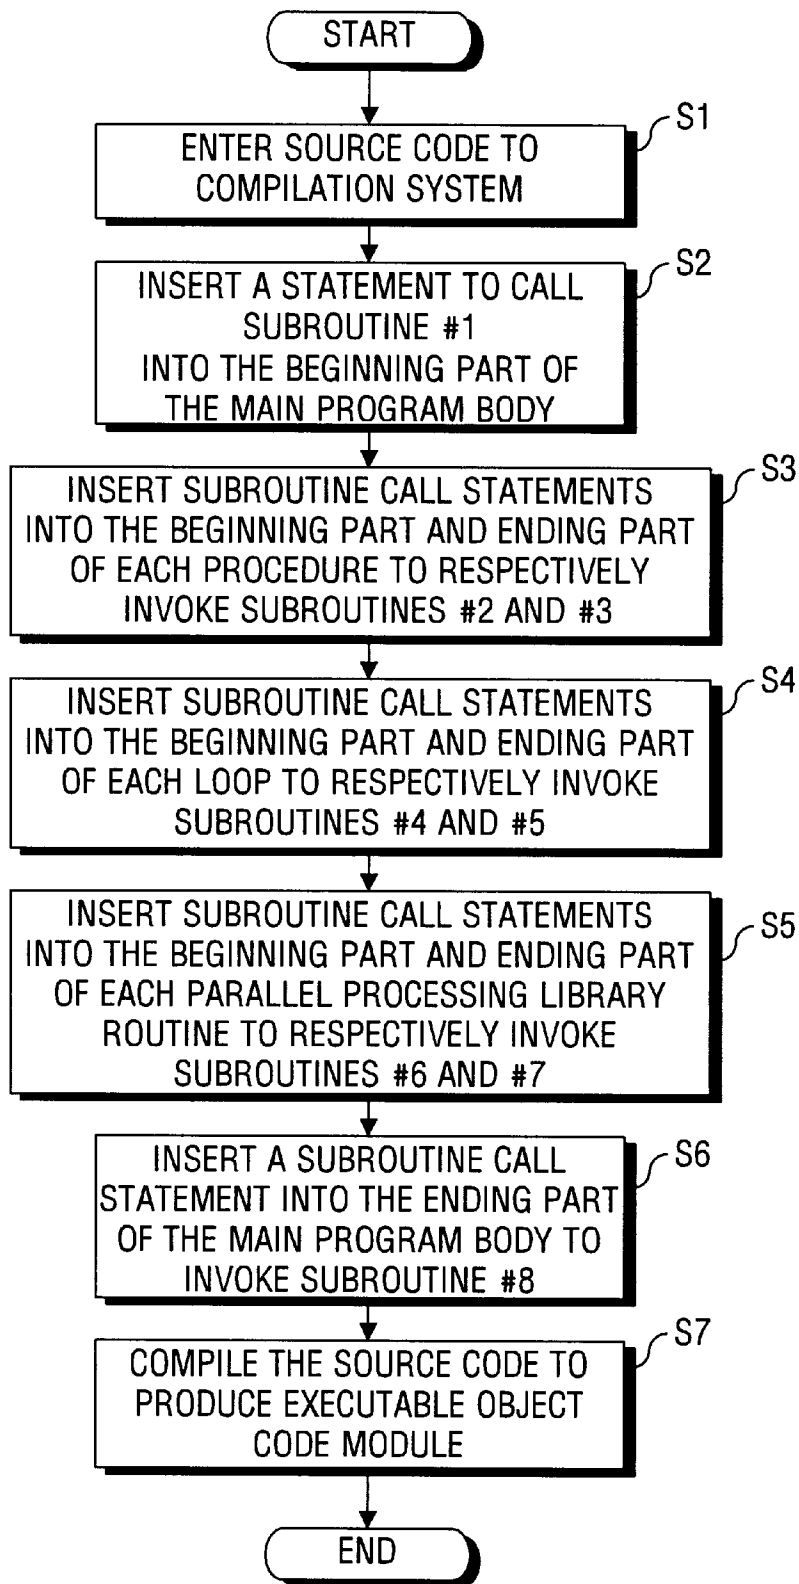 START
S1
ENTER SOURCE CODE TO
COMPILATION SYSTEM
S2
INSERT A STATEMENT TO CALL
SUBROUTINE #1
INTO THE BEGINNING PART OF
THE MAIN PROGRAM BODY
S3
INSERT SUBROUTINE CALL STATEMENTS
INTO THE BEGINNING PART AND ENDING PART
OF EACH PROCEDURE TO RESPECTIVELY
INVOKE SUBROUTINES #2 AND #3
S4
INSERT SUBROUTINE CALL STATEMENTS
INTO THE BEGINNING PART AND ENDING PART
OF EACH LOOP TO RESPECTIVELY INVOKE
SUBROUTINES #4 AND #5
S5
INSERT SUBROUTINE CALL STATEMENTS
INTO THE BEGINNING PART AND ENDING PART
OF EACH PARALLEL PROCESSING LIBRARY
ROUTINE TO RESPECTIVELY INVOKE
SUBROUTINES #6 AND #7
S6
INSERT A SUBROUTINE CALL
STATEMENT INTO THE ENDING PART
OF THE MAIN PROGRAM BODY TO
INVOKE SUBROUTINE #8
S7
COMPILE THE SOURCE CODE TO
PRODUCE EXECUTABLE OBJECT
CODE MODULE
END